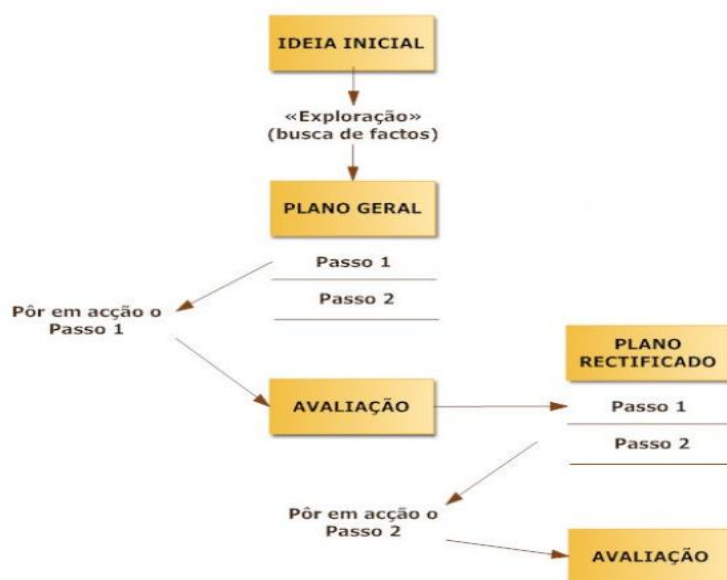 IDEIA INICIAL
«Exploração»
(busca de factos)
PLANO GERAL
Passo 1
Passo 2
Pôr em acção o
Passo 1
AVALIAÇÃO
PLANO
RECTIFICADO
Passo 1
Passo 2
Pôr em acção o
Passo 2
AVALIAÇÃO